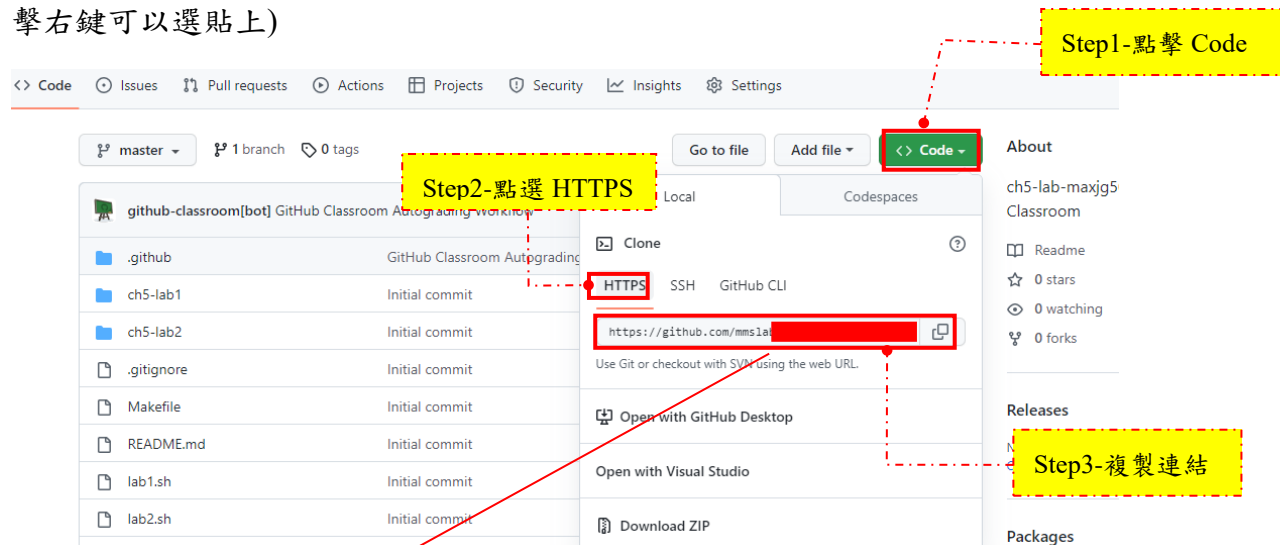 擊右鍵可以選貼上)
Step1-點擊 Code
Code Issues Pull requests Actions Projects Security Insights Settings
master 1 branch 0 tags Go to file Add file Code About
Step2-點選 HTTPS
Local Codespaces
ch5-lab-maxjg5
Classroom
github-classroom[bot] GitHub Classroom Autograding Workflow
Clone
Readme
.github GitHub Classroom Autograding
HTTPS SSH GitHub CLI
0 stars
ch5-lab1 Initial commit
0 watching
https://github.com/mmslab
ch5-lab2 Initial commit
0 forks
Use Git or checkout with SVN using the web URL.
.gitignore Initial commit
Makefile Initial commit
Open with GitHub Desktop
Releases
README.md Initial commit
Step3-複製連結
Open with Visual Studio
lab1.sh Initial commit
lab2.sh Initial commit
Download ZIP
Packages